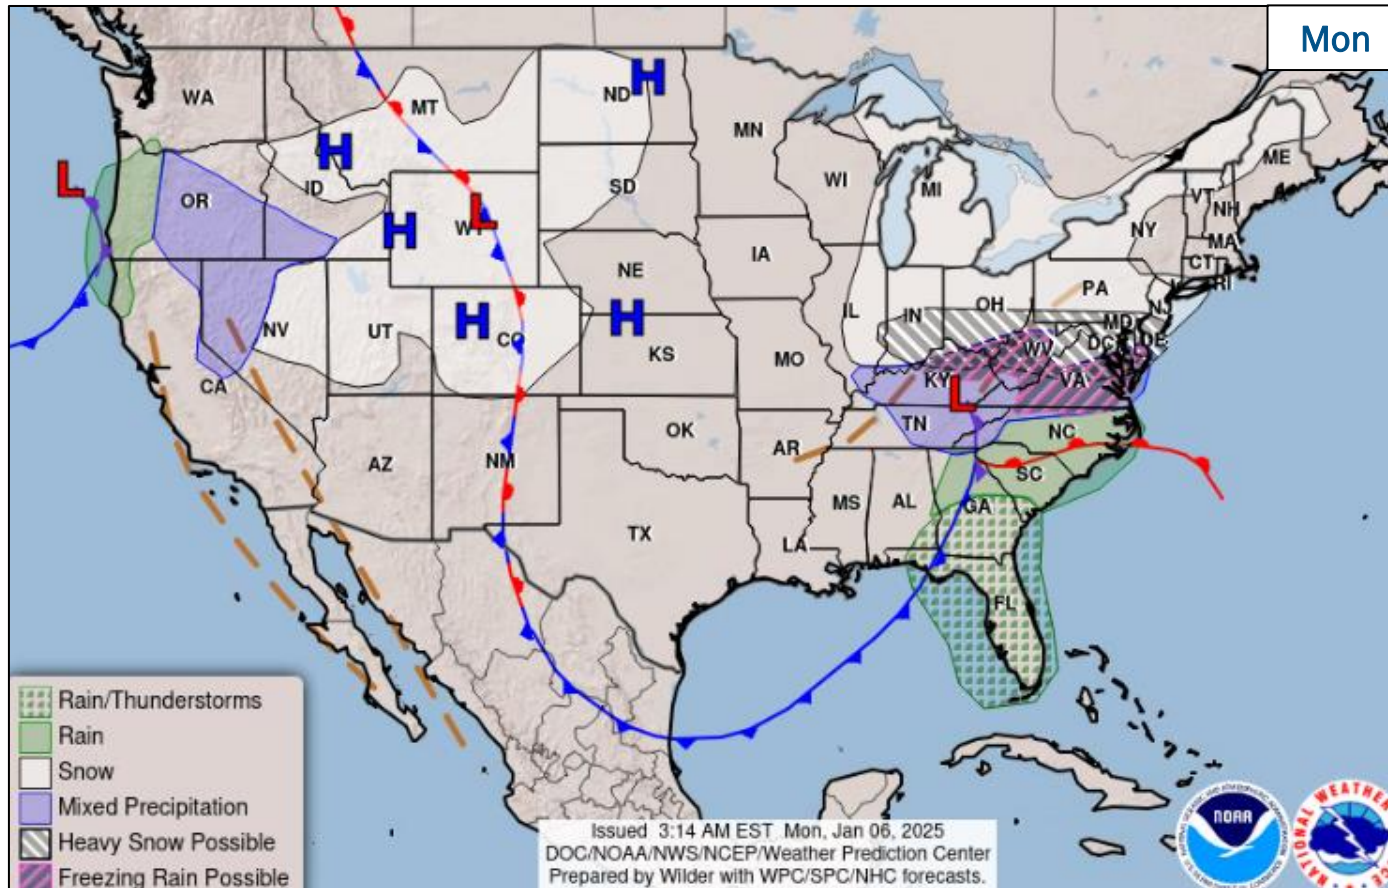 Mon
WA
MT
ND
H
MN
H
ID
L
OR
SD
WI
MI
ME
VT
NH
NY
MA
CT
RI
H
WY
L
IA
NE
PA
OH
IN
IL
NJ
MD
DC
DE
H
H
NV
UT
CO
KS
MO
WV
KY
VA
L
CA
TN
NC
OK
AR
AZ
NM
SC
MS
AL
GA
TX
LA
FL
Rain/Thunderstorms
Rain
Snow
Mixed Precipitation
Heavy Snow Possible
Freezing Rain Possible
Issued 3:14 AM EST Mon, Jan 06, 2025
DOC/NOAA/NWS/NCEP/Weather Prediction Center
Prepared by Wilder with WPC/SPC/NHC forecasts.
NOAA
NATIONAL WEATHER